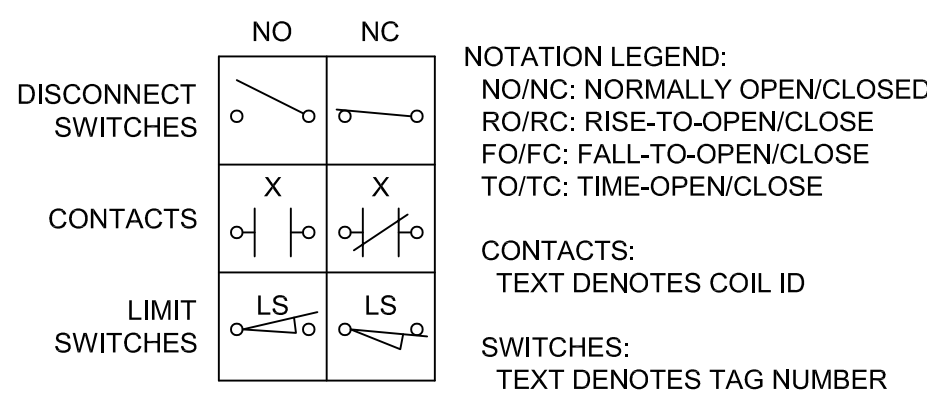 NO NC
NOTATION LEGEND:
NO/NC: NORMALLY OPEN/CLOSED
RO/RC: RISE-TO-OPEN/CLOSE
FO/FC: FALL-TO-OPEN/CLOSE
TO/TC: TIME-OPEN/CLOSE
CONTACTS:
TEXT DENOTES COIL ID
SWITCHES:
TEXT DENOTES TAG NUMBER
DISCONNECT
SWITCHES
CONTACTS X X
LIMIT
SWITCHES
LS LS